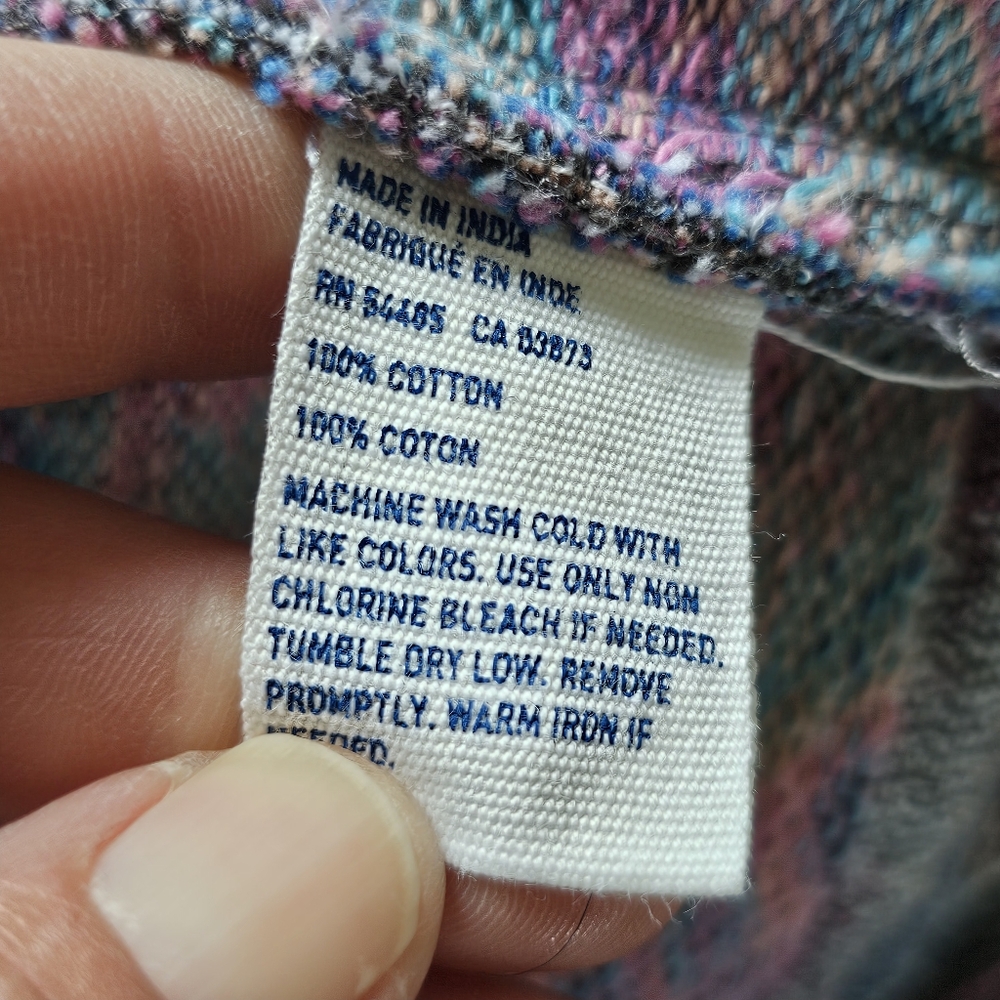 MADE IN INDIA
FABRIQUÉ EN INDE
RN 54485 CA 03873
100% COTTON
100% COTON
MACHINE WASH COLD WITH
LIKE COLORS. USE ONLY NON
CHLORINE BLEACH IF NEEDED.
TUMBLE DRY LOW. REMOVE
PROMPTLY. WARM IRON IF
NEEDED.